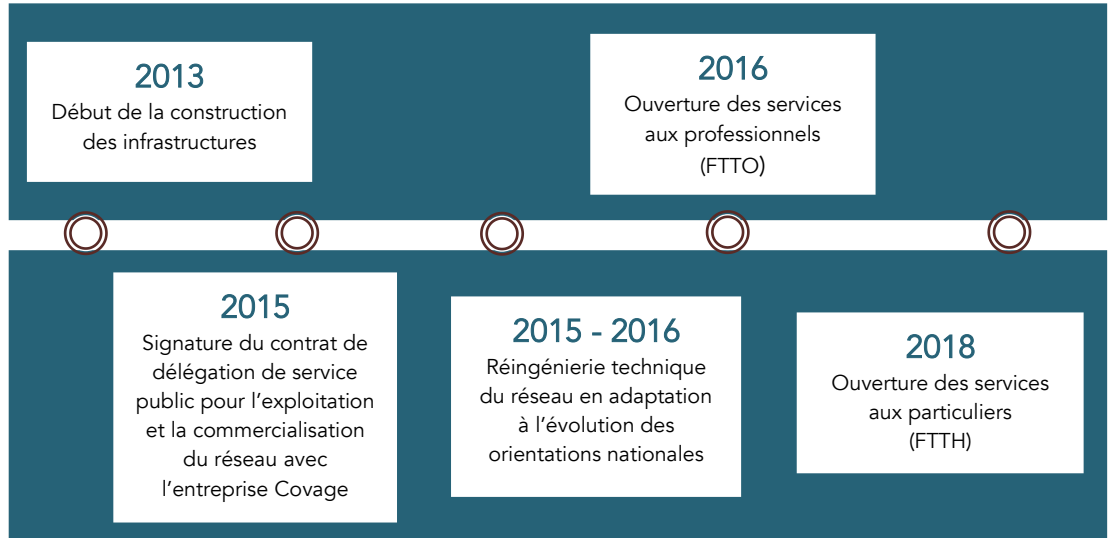 2013
Début de la construction
des infrastructures
2015
Signature du contrat de
délégation de service
public pour l'exploitation
et la commercialisation
du réseau avec
l'entreprise Covage
2015 - 2016
Réingénierie technique
du réseau en adaptation
à l'évolution des
orientations nationales
2016
Ouverture des services
aux professionnels
(FTTO)
2018
Ouverture des services
aux particuliers
(FTTH)